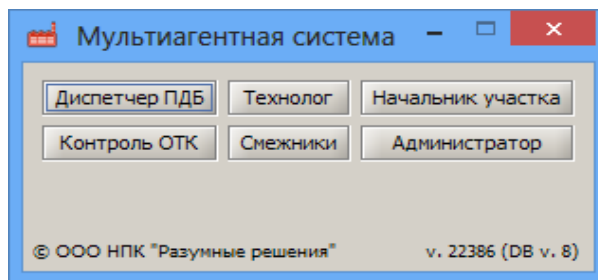 Мультиагентная система
Диспетчер ПДБ Технолог Начальник участка
Контроль ОТК Смежники Администратор
© ООО НПК "Разумные решения" v. 22386 (DB v. 8)